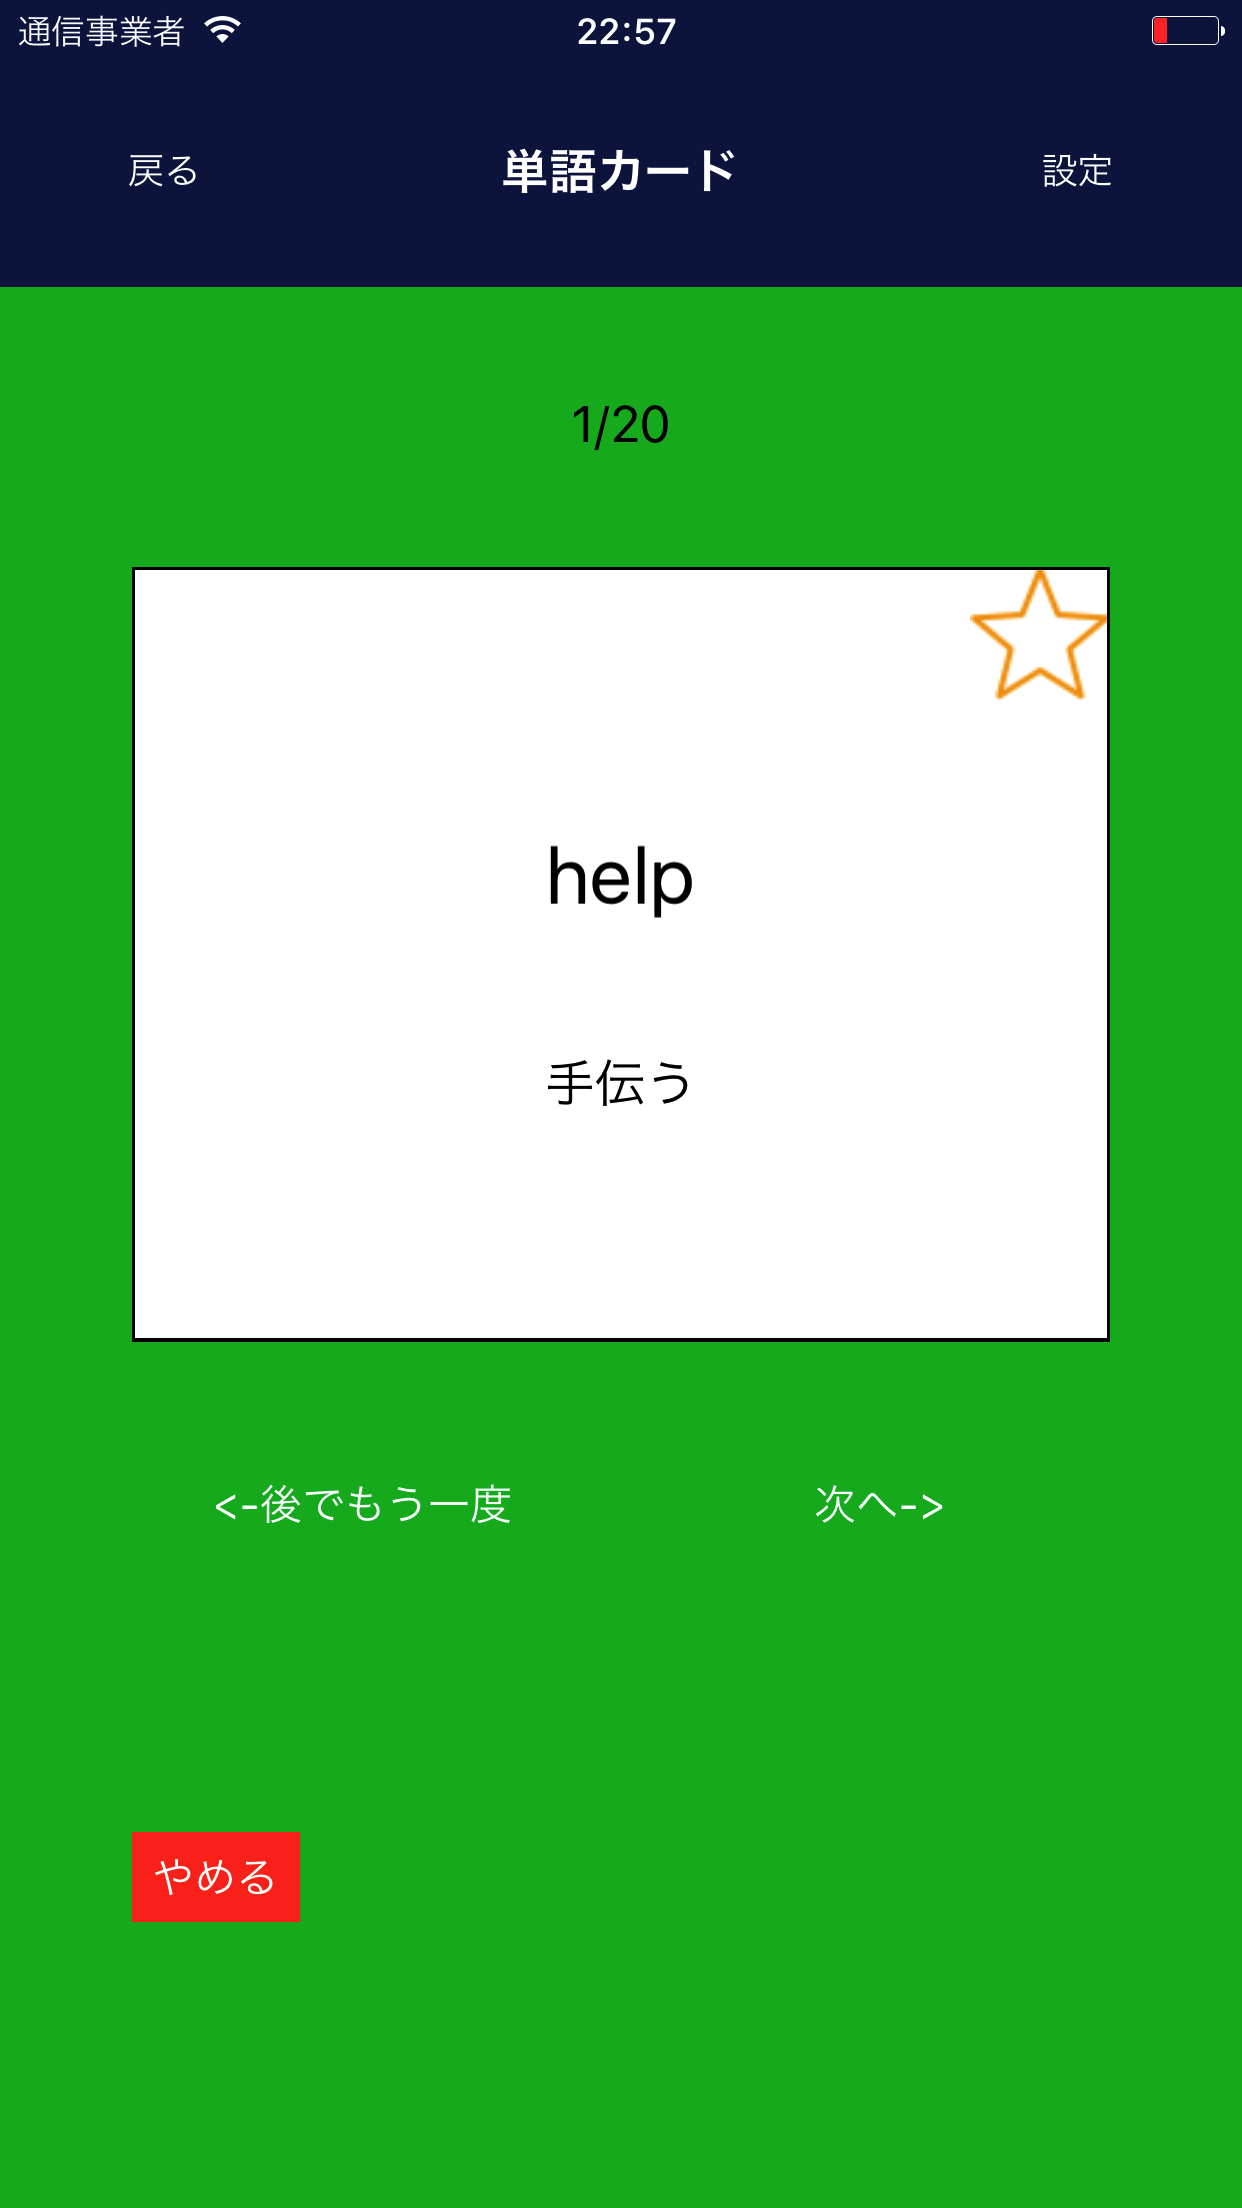 通信事業者 22:57
戻る 単語カード 設定
1/20
help
手伝う
<-後でもう一度 次へ->
やめる